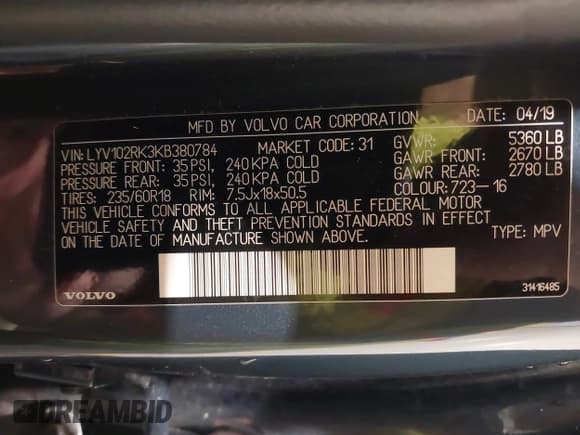 MFD BY VOLVO CAR CORPORATION DATE: 04/19
VIN: LYV102RK3KB380784 MARKET CODE: 31 GVWR: 5360 LB
PRESSURE FRONT: 35 PSI, 240 KPA COLD GAWR FRONT: 2670 LB
PRESSURE REAR: 35 PSI, 240 KPA COLD GAWR REAR: 2780 LB
TIRES: 235/60R18 RIM: 7,5Jx18x50,5 COLOUR: 723-16
THIS VEHICLE CONFORMS TO ALL APPLICABLE FEDERAL MOTOR
VEHICLE SAFETY AND THEFT PREVENTION STANDARDS IN EFFECT
ON THE DATE OF MANUFACTURE SHOWN ABOVE. TYPE: MPV
VOLVO 31416485
DREAMBID